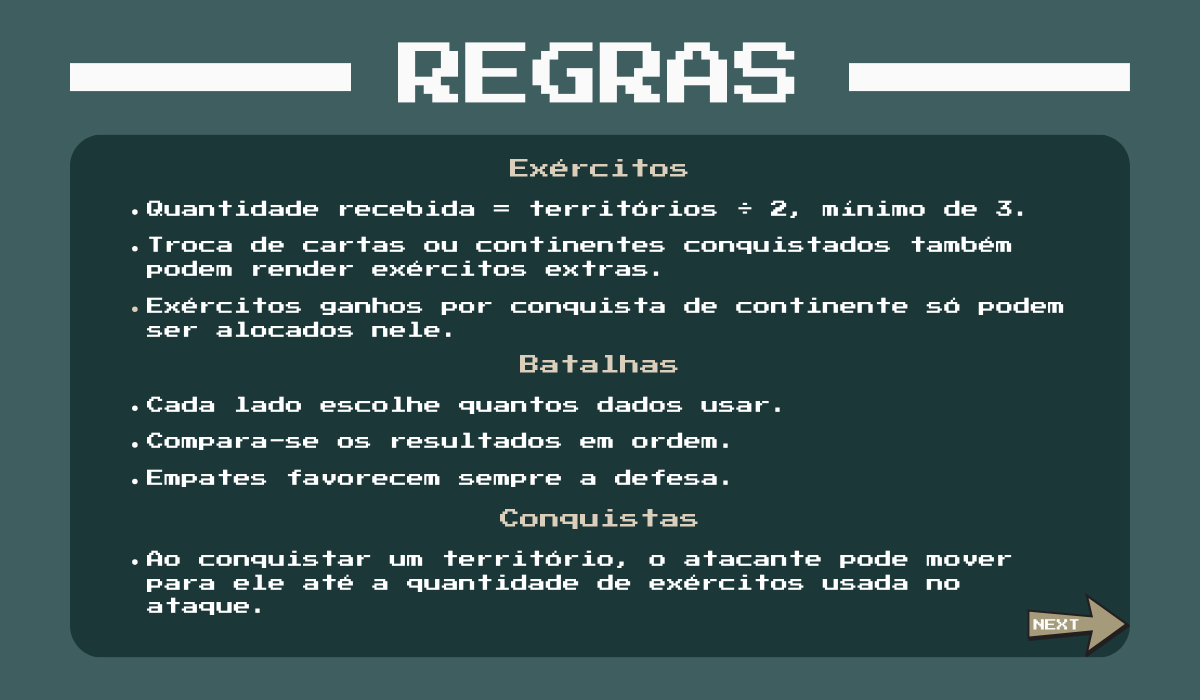 REGRAS
Exércitos
•Quantidade recebida = territórios ÷ 2, mínimo de 3.
•Troca de cartas ou continentes conquistados também
podem render exércitos extras.
•Exércitos ganhos por conquista de continente só podem
ser alocados nele.
Batalhas
•Cada lado escolhe quantos dados usar.
•Compara-se os resultados em ordem.
•Empates favorecem sempre a defesa.
Conquistas
•Ao conquistar um território, o atacante pode mover
para ele até a quantidade de exércitos usada no
ataque.
NEXT